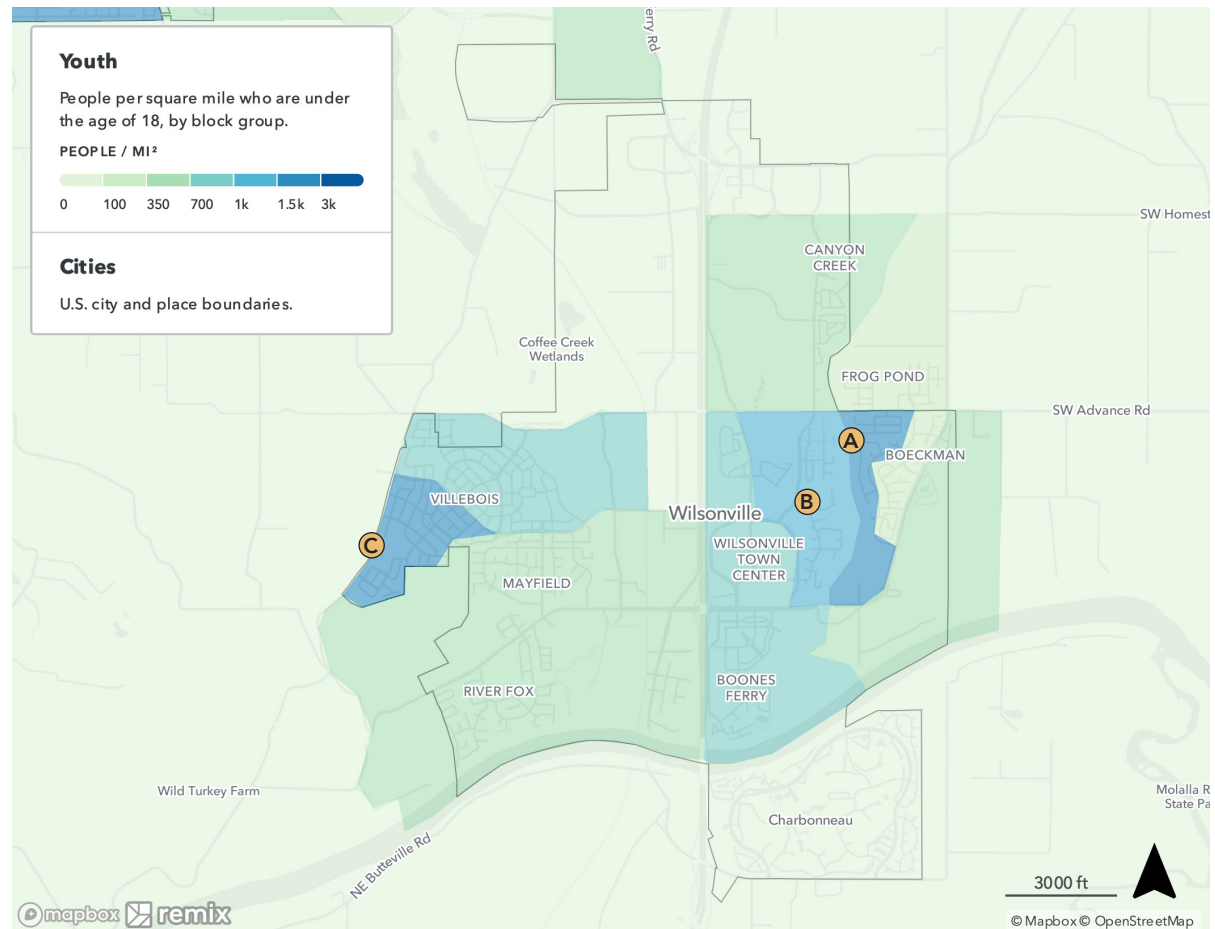 Youth
People per square mile who are under
the age of 18, by block group.
PEOPLE / MI²
0 100 350 700 1k 1.5k 3k
Cities
U.S. city and place boundaries.
erry Rd
SW Homest
CANYON
CREEK
Coffee Creek
Wetlands
FROG POND
SW Advance Rd
A
BOECKMAN
VILLEBOIS
B
Wilsonville
C
WILSONVILLE
TOWN
CENTER
MAYFIELD
RIVER FOX
BOONES
FERRY
Wild Turkey Farm
Molalla R
State Pa
Charbonneau
NE Butteville Rd
3000 ft
mapbox remix
© Mapbox © OpenStreetMap